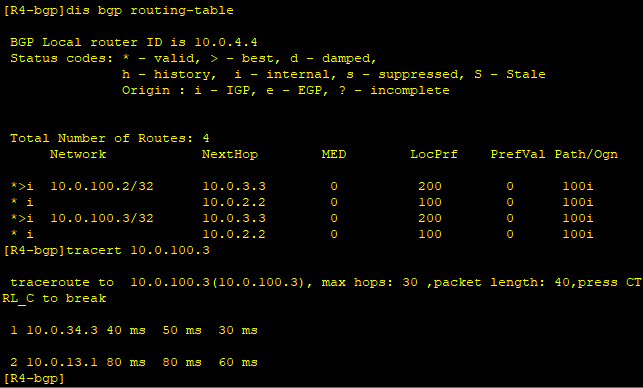 [R4-bgp]dis bgp routing-table
BGP Local router ID is 10.0.4.4
Status codes: * - valid, > - best, d - damped,
h - history,  i - internal, s - suppressed, S - Stale
Origin : i - IGP, e - EGP, ? - incomplete
Total Number of Routes: 4
Network            NextHop        MED        LocPrf    PrefVal Path/Ogn
*>i  10.0.100.2/32      10.0.3.3        0          200        0      100i
* i                     10.0.2.2        0          100        0      100i
*>i  10.0.100.3/32      10.0.3.3        0          200        0      100i
* i                     10.0.2.2        0          100        0      100i
[R4-bgp]tracert 10.0.100.3
traceroute to  10.0.100.3(10.0.100.3), max hops: 30 ,packet length: 40,press CT
RL_C to break
1 10.0.34.3 40 ms  50 ms  30 ms
2 10.0.13.1 80 ms  80 ms  60 ms
[R4-bgp]